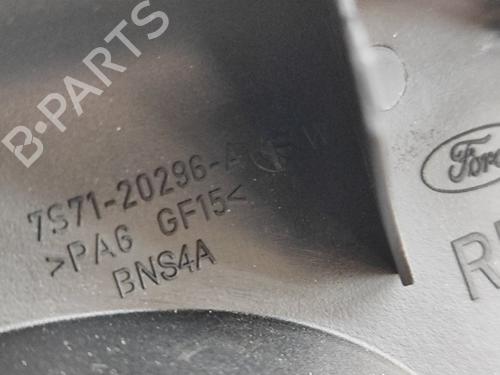 B-PARTS
7S71-20296-A
>PA6 GF15<
BNS4A
Ford
R